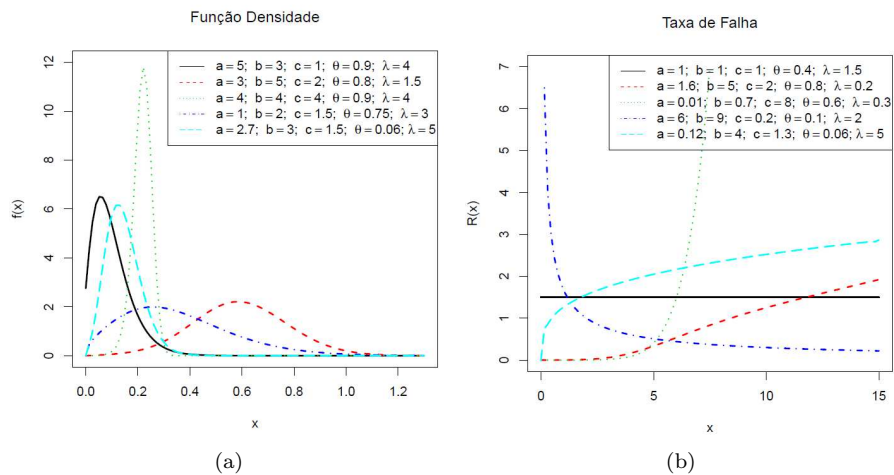 Função Densidade
a = 5; b = 3; c = 1; θ = 0.9; λ = 4
a = 3; b = 5; c = 2; θ = 0.8; λ = 1.5
a = 4; b = 4; c = 4; θ = 0.9; λ = 4
a = 1; b = 2; c = 1.5; θ = 0.75; λ = 3
a = 2.7; b = 3; c = 1.5; θ = 0.06; λ = 5
f(x)
12
10
8
6
4
2
0
0.0 0.2 0.4 0.6 0.8 1.0 1.2
x
(a)
Taxa de Falha
a = 1; b = 1; c = 1; θ = 0.4; λ = 1.5
a = 1.6; b = 5; c = 2; θ = 0.8; λ = 0.2
a = 0.01; b = 0.7; c = 8; θ = 0.6; λ = 0.3
a = 6; b = 9; c = 0.2; θ = 0.1; λ = 2
a = 0.12; b = 4; c = 1.3; θ = 0.06; λ = 5
R(x)
7
6
5
4
3
2
1
0
0 5 10 15
x
(b)